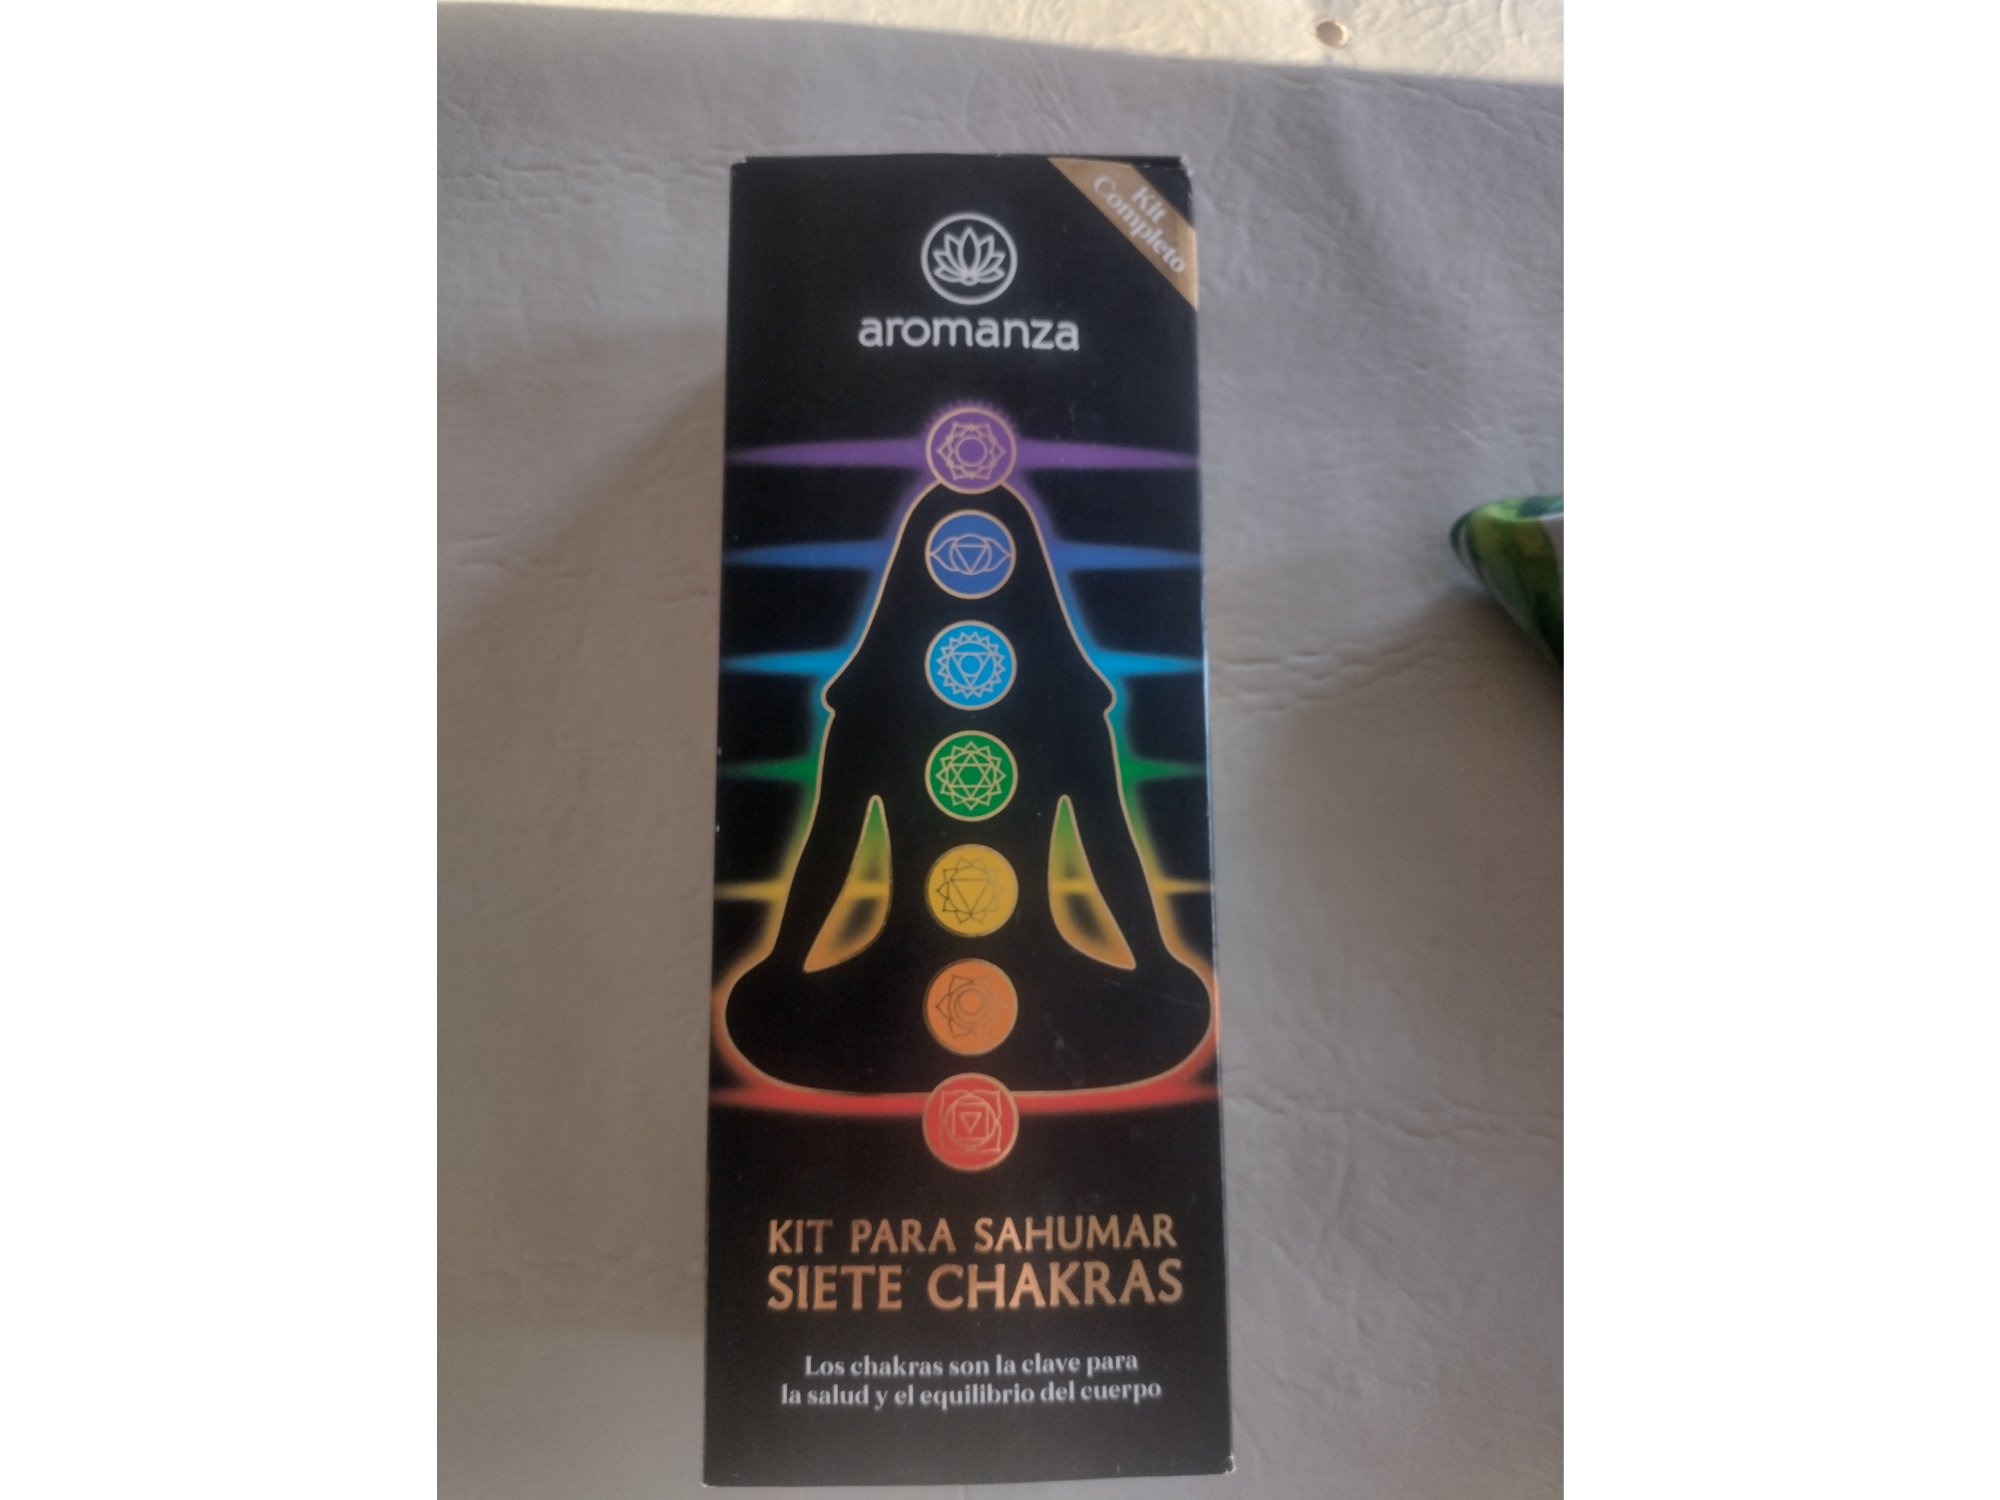 Kit
Completo
aromanza
KIT PARA SAHUMAR
SIETE CHAKRAS
Los chakras son la clave para
la salud y el equilibrio del cuerpo